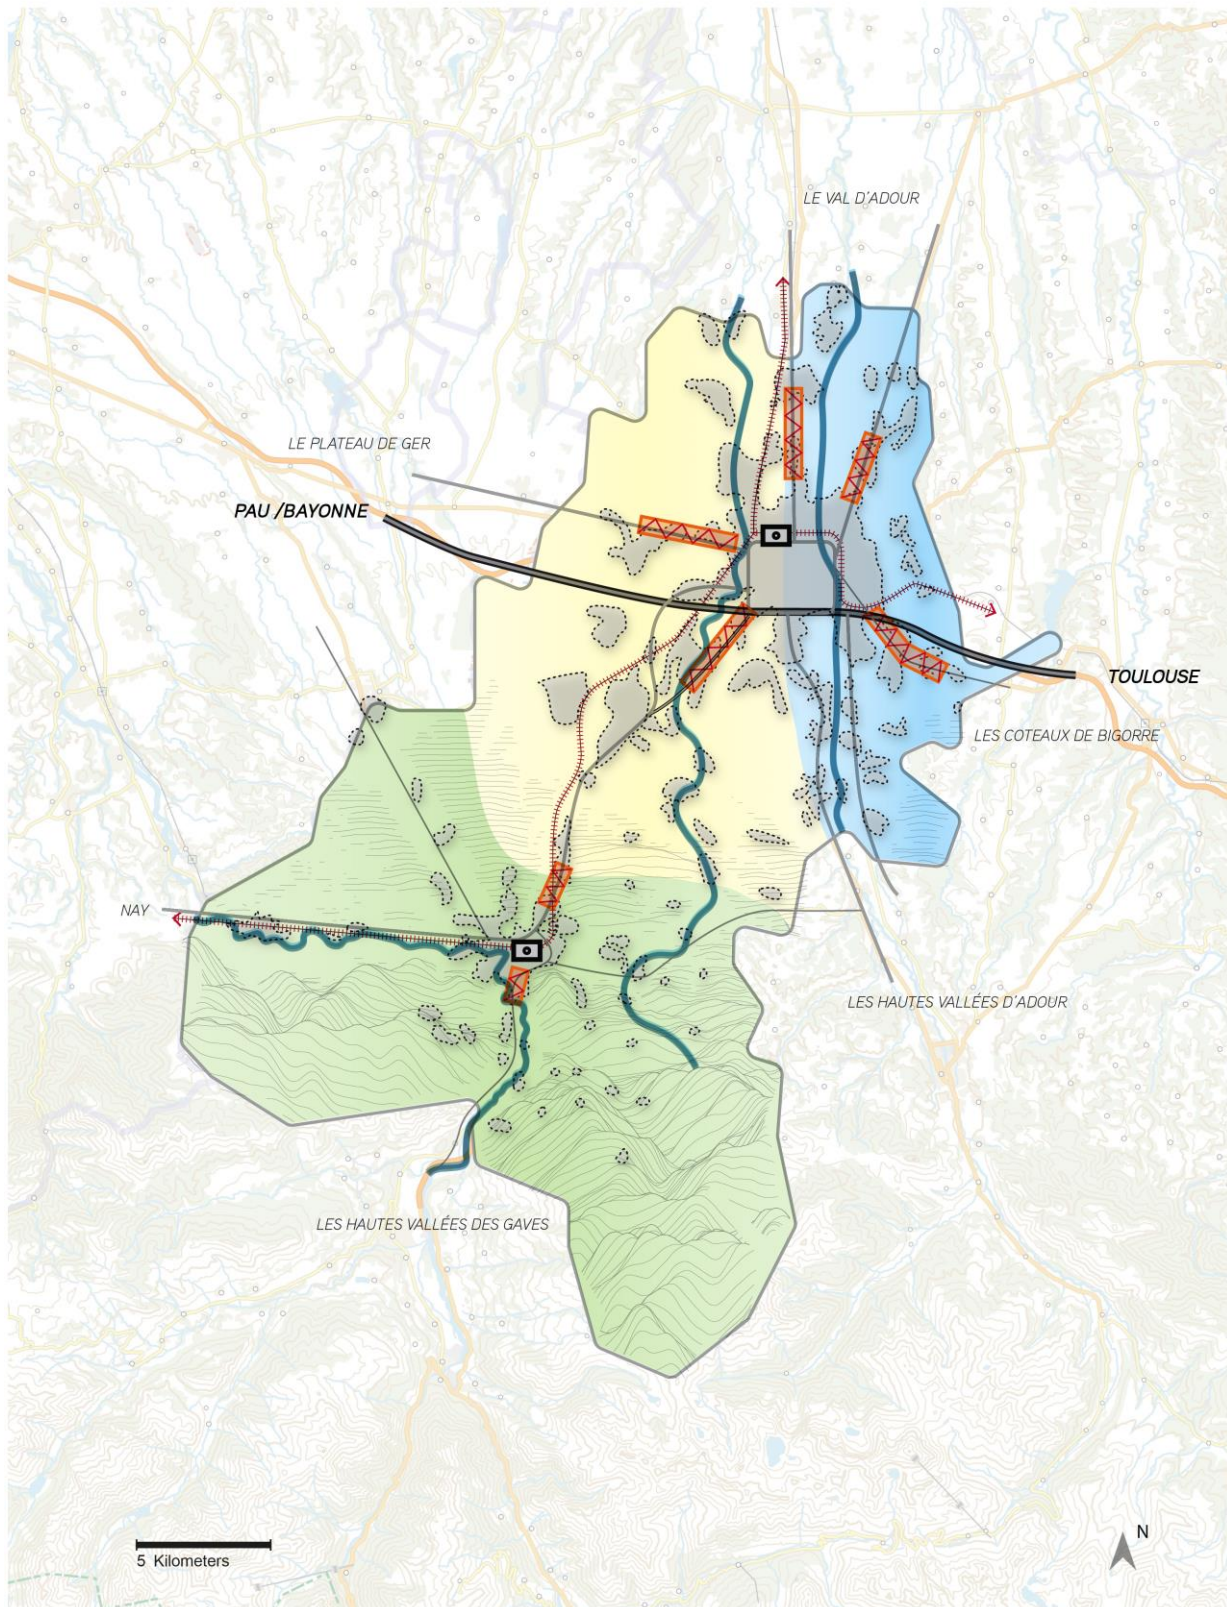 LE VAL D'ADOUR
LE PLATEAU DE GER
PAU /BAYONNE
TOULOUSE
LES COTEAUX DE BIGORRE
NAY
LES HAUTES VALLÉES D'ADOUR
LES HAUTES VALLÉES DES GAVES
N
5 Kilometers